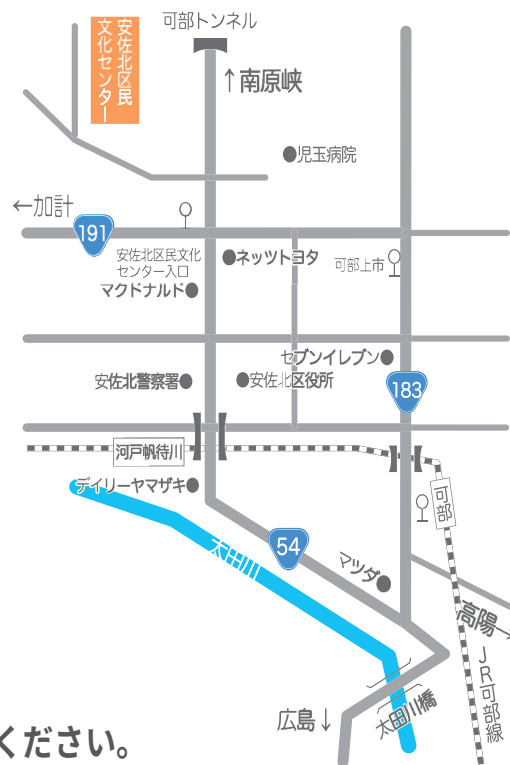 可部トンネル
安佐北区民
文化センター
↑南原峡
児玉病院
←加計
191
安佐北区民文化
センター入口
ネッツトヨタ
可部上市
マクドナルド
セブンイレブン
安佐北警察署
安佐北区役所
183
河戸帆待川
デイリーヤマザキ
可部
太田川
54
マツダ
高陽→
JR可部線
広島↓
太田川橋
ください。